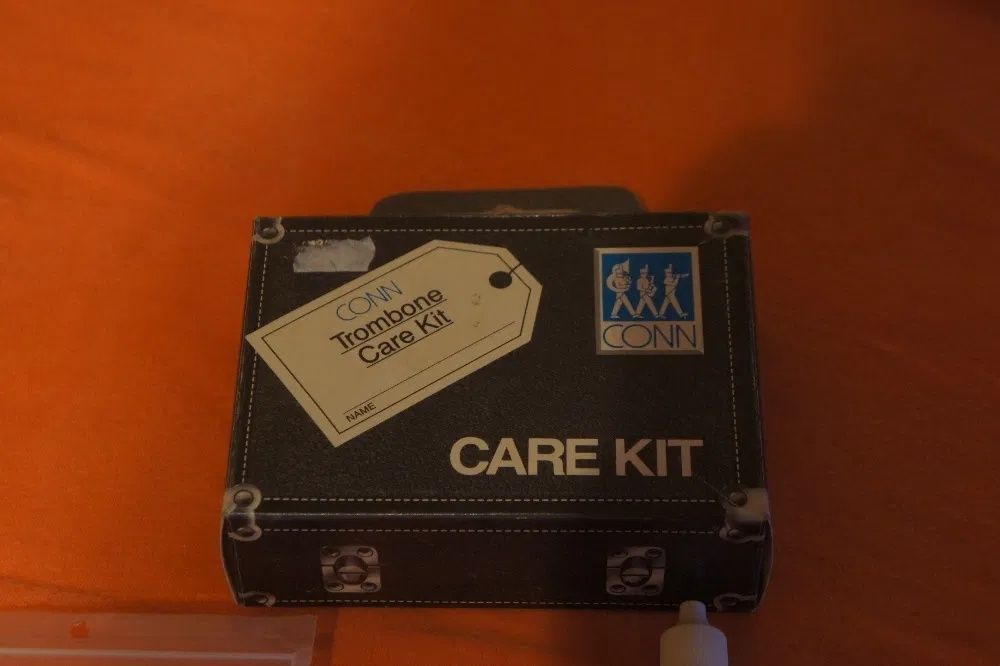 CONN
Trombone
Care Kit
NAME
CONN
CARE KIT